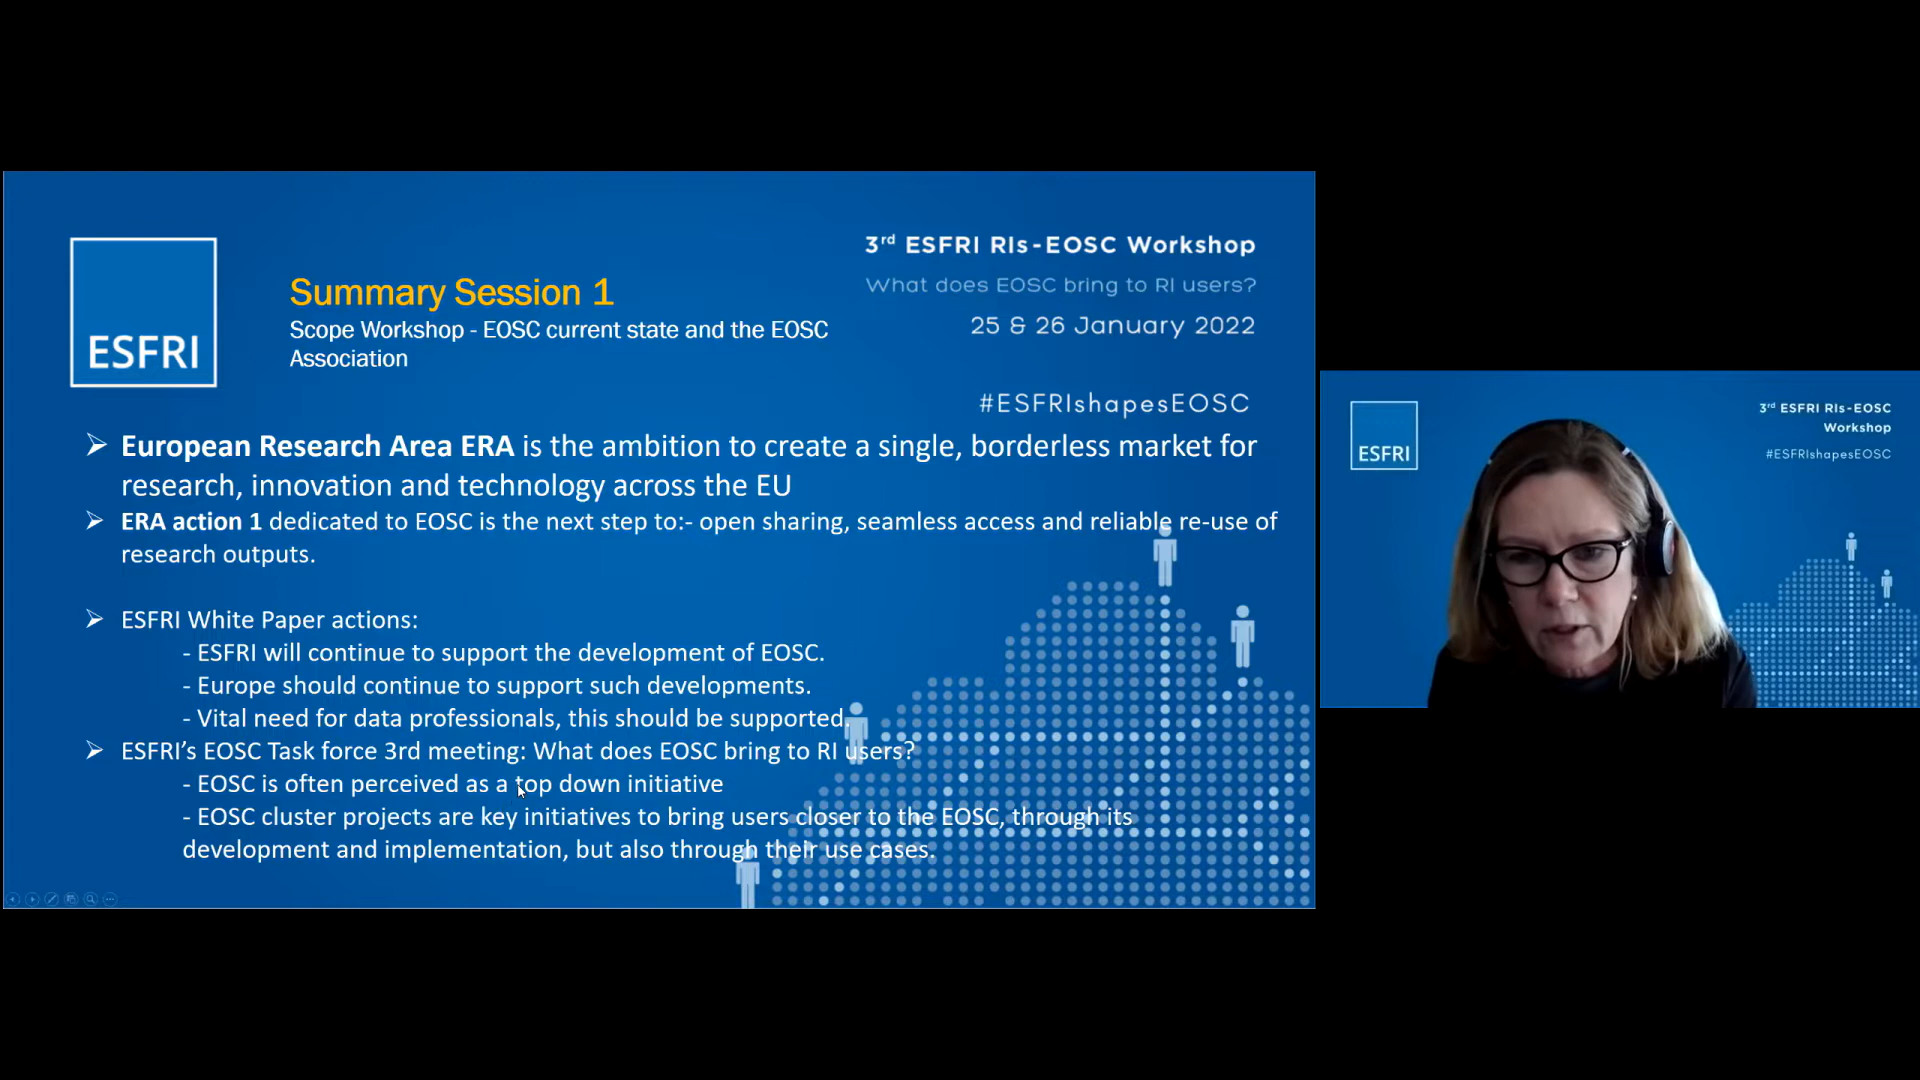 ESFRI
Summary Session 1
Scope Workshop - EOSC current state and the EOSC
Association
3rd ESFRI RIs-EOSC Workshop
What does EOSC bring to RI users?
25 & 26 January 2022
#ESFRIshapesEOSC
➢ European Research Area ERA is the ambition to create a single, borderless market for
research, innovation and technology across the EU
➢ ERA action 1 dedicated to EOSC is the next step to:- open sharing, seamless access and reliable re-use of
research outputs.
➢ ESFRI White Paper actions:
- ESFRI will continue to support the development of EOSC.
- Europe should continue to support such developments.
- Vital need for data professionals, this should be supported.
➢ ESFRI’s EOSC Task force 3rd meeting: What does EOSC bring to RI users?
- EOSC is often perceived as a top down initiative
- EOSC cluster projects are key initiatives to bring users closer to the EOSC, through its
development and implementation, but also through their use cases.
ESFRI
3rd ESFRI RIs-EOSC
Workshop
#ESFRIshapesEOSC